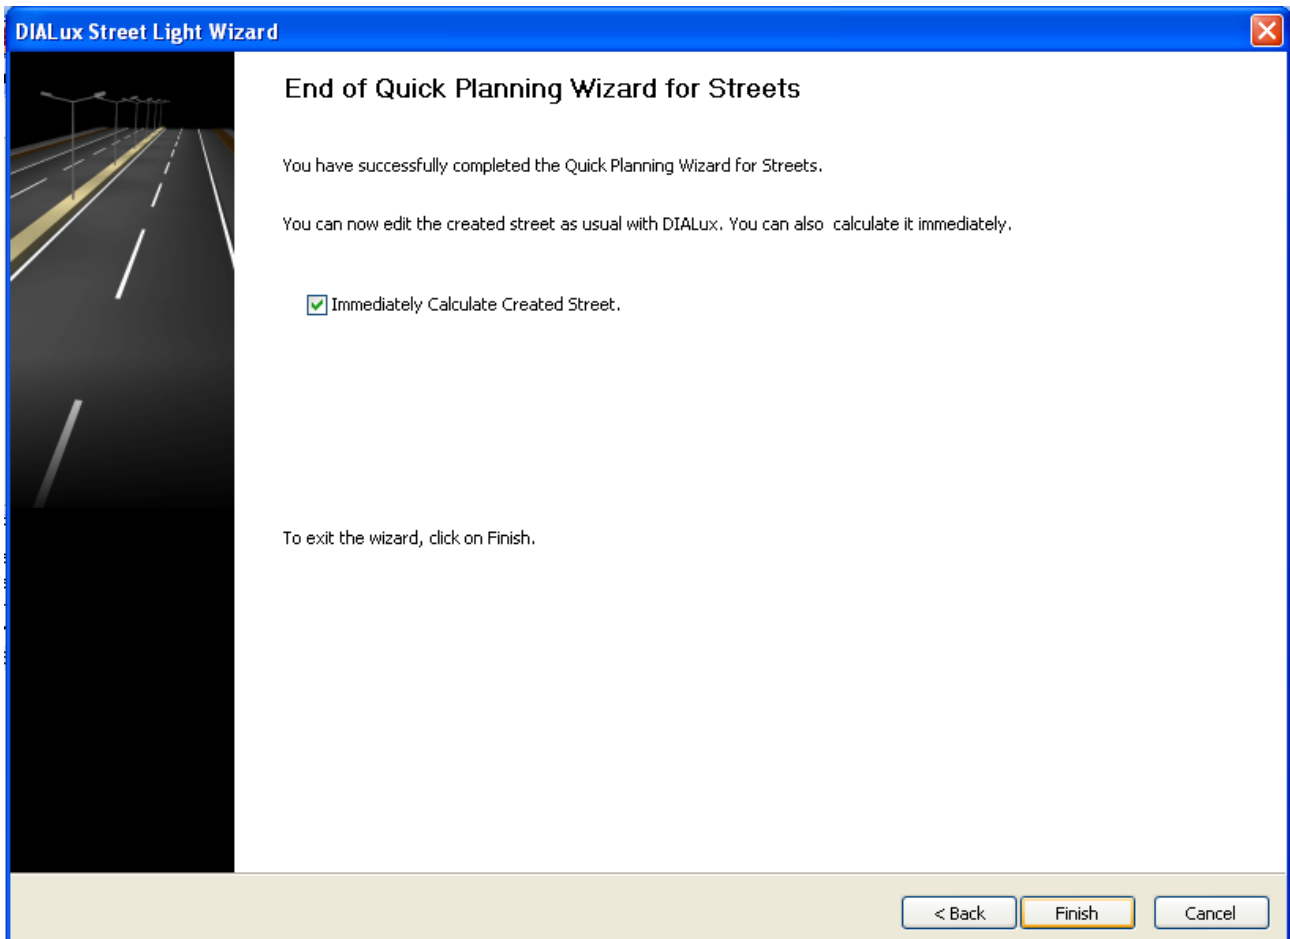 DIALux Street Light Wizard
End of Quick Planning Wizard for Streets
You have successfully completed the Quick Planning Wizard for Streets.
You can now edit the created street as usual with DIALux. You can also  calculate it immediately.
Immediately Calculate Created Street.
To exit the wizard, click on Finish.
< Back
Finish
Cancel